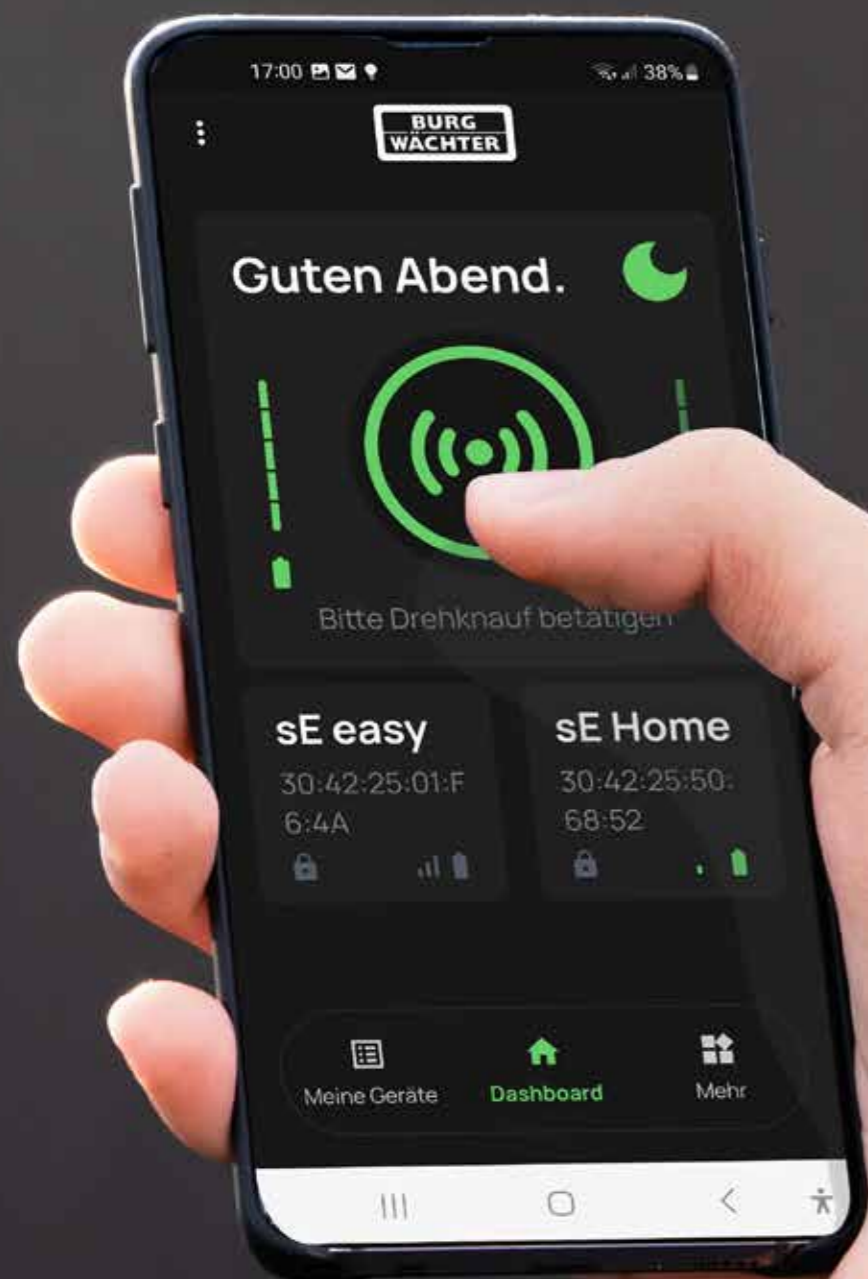 17:00
38%
BURG
WÄCHTER
Guten Abend.
Bitte Drehknauf betätigen
sE easy
30:42:25:01:F
6:4A
sE Home
30:42:25:50:
68:52
Meine Geräte
Dashboard
Mehr